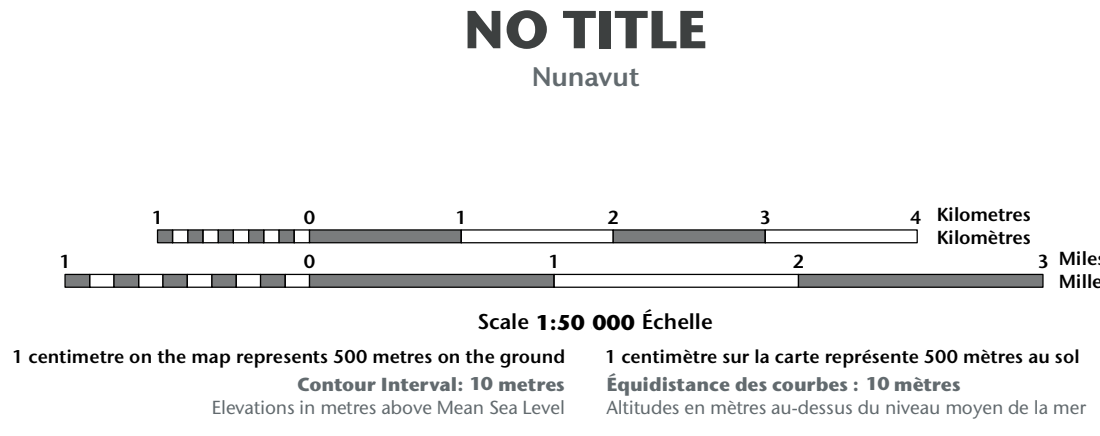 NO TITLE
Nunavut
1 0 1 2 3 4 Kilometres
Kilomètres
1 0 1 2 3 Miles
Mille
Scale 1:50 000 Échelle
1 centimetre on the map represents 500 metres on the ground
1 centimètre sur la carte représente 500 mètres au sol
Contour Interval: 10 metres
Équidistance des courbes : 10 mètres
Elevations in metres above Mean Sea Level
Altitudes en mètres au-dessus du niveau moyen de la mer